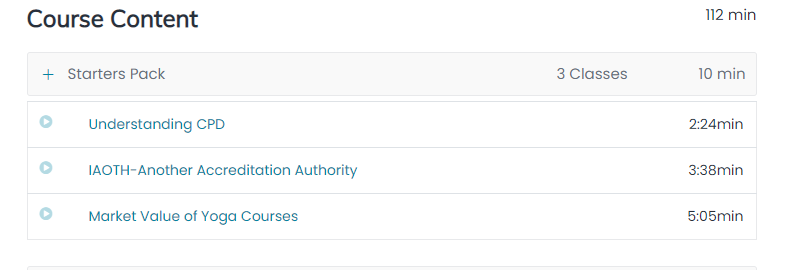 Course Content 112 min
+ Starters Pack 3 Classes 10 min
Understanding CPD 2:24min
IAOTH-Another Accreditation Authority 3:38min
Market Value of Yoga Courses 5:05min